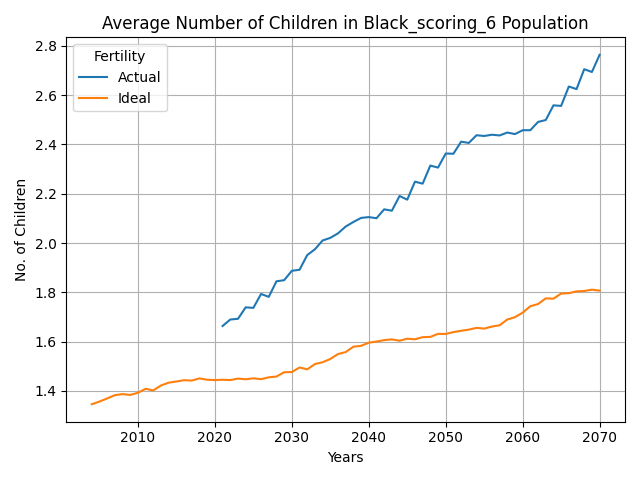 Average Number of Children in Black_scoring_6 Population
Fertility
Actual
Ideal
No. of Children
2.8
2.6
2.4
2.2
2.0
1.8
1.6
1.4
2010 2020 2030 2040 2050 2060 2070
Years